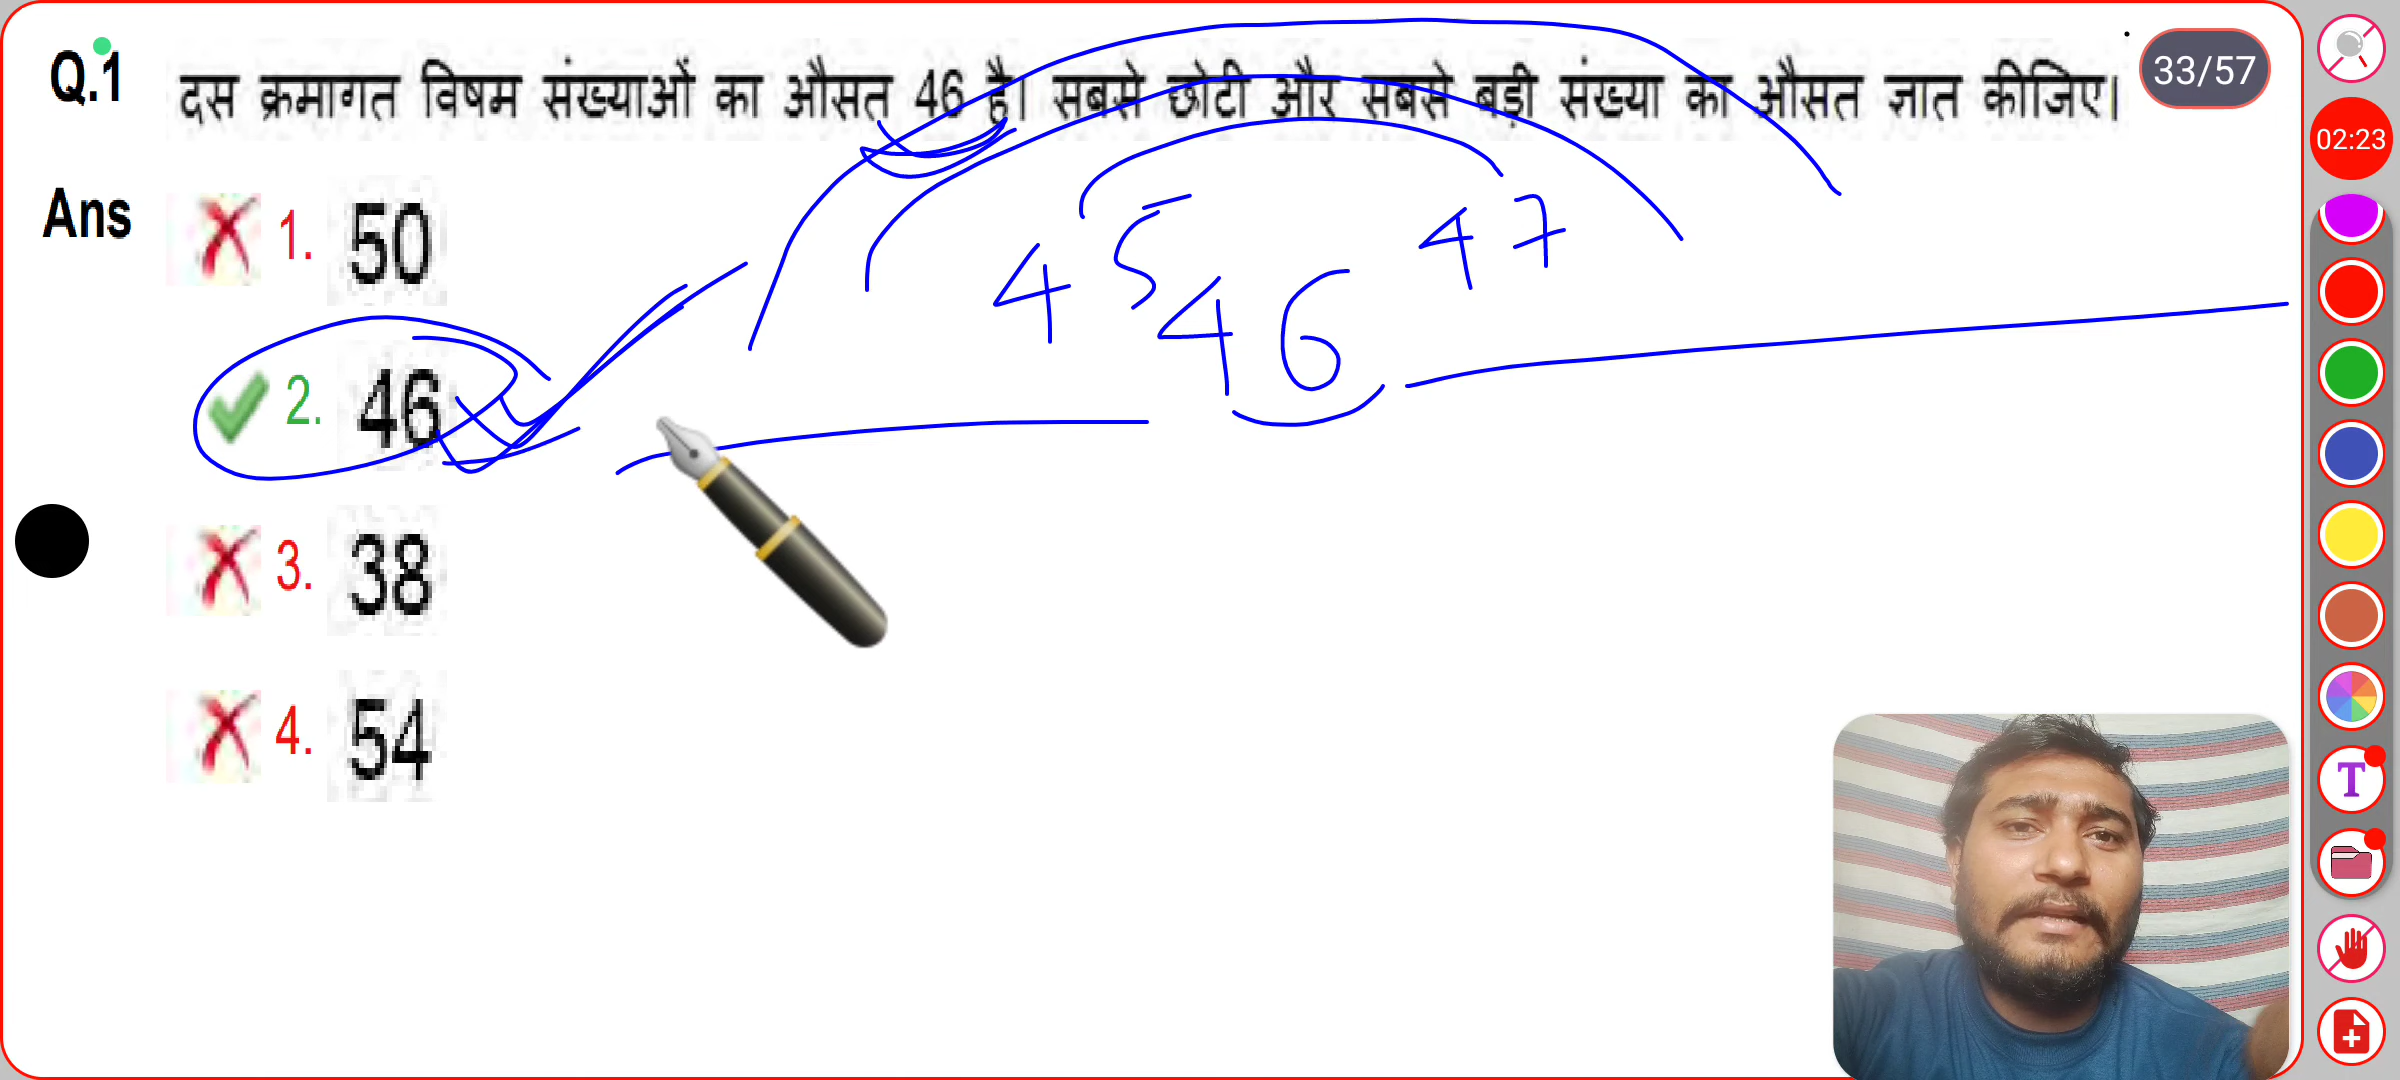 Q.1 दस क्रमागत विषम संख्याओं का औसत 46 है। सबसे छोटी और सबसे बड़ी संख्या का औसत ज्ञात कीजिए।
33/57
02:23
Ans
1. 50
2. 46
3. 38
4. 54
45 47
46
T